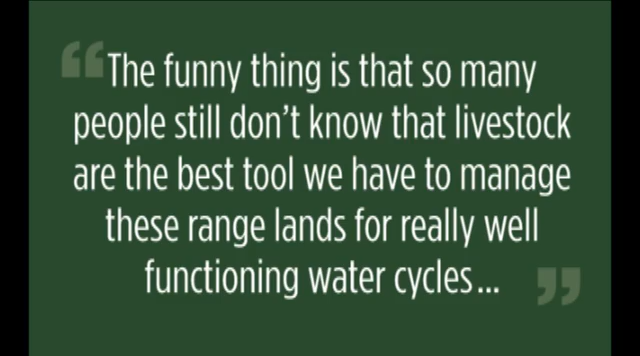 “The funny thing is that so many
people still don’t know that livestock
are the best tool we have to manage
these range lands for really well
functioning water cycles... ”